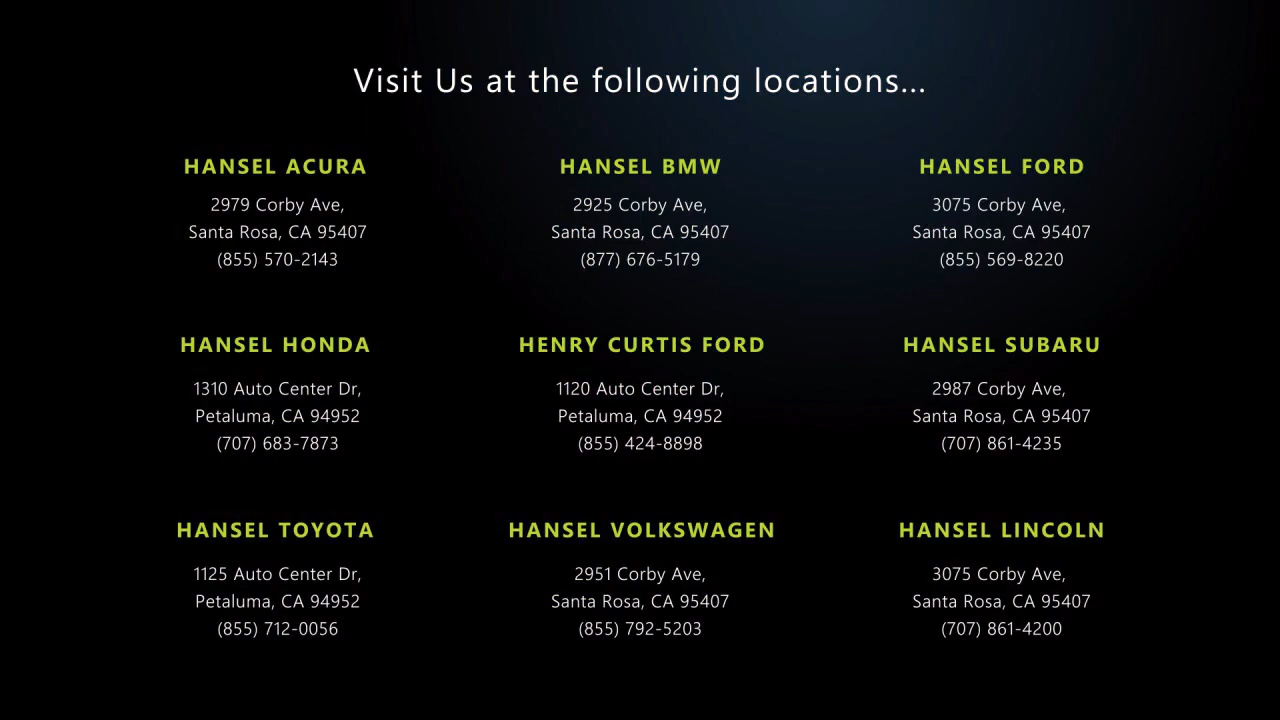 Visit Us at the following locations...
HANSEL ACURA
2979 Corby Ave,
Santa Rosa, CA 95407
(855) 570-2143
HANSEL BMW
2925 Corby Ave,
Santa Rosa, CA 95407
(877) 676-5179
HANSEL FORD
3075 Corby Ave,
Santa Rosa, CA 95407
(855) 569-8220
HANSEL HONDA
1310 Auto Center Dr,
Petaluma, CA 94952
(707) 683-7873
HENRY CURTIS FORD
1120 Auto Center Dr,
Petaluma, CA 94952
(855) 424-8898
HANSEL SUBARU
2987 Corby Ave,
Santa Rosa, CA 95407
(707) 861-4235
HANSEL TOYOTA
1125 Auto Center Dr,
Petaluma, CA 94952
(855) 712-0056
HANSEL VOLKSWAGEN
2951 Corby Ave,
Santa Rosa, CA 95407
(855) 792-5203
HANSEL LINCOLN
3075 Corby Ave,
Santa Rosa, CA 95407
(707) 861-4200